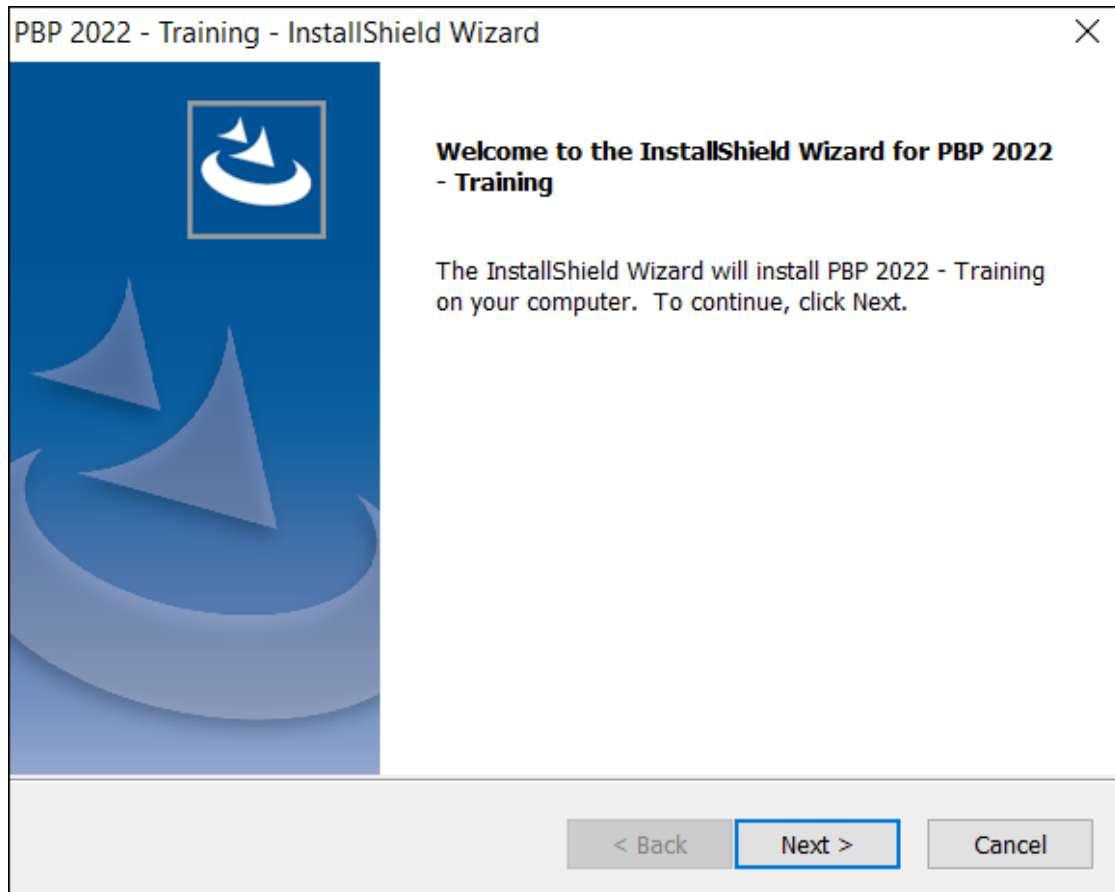 PBP 2022 - Training - InstallShield Wizard
Welcome to the InstallShield Wizard for PBP 2022
- Training
The InstallShield Wizard will install PBP 2022 - Training
on your computer.  To continue, click Next.
< Back
Next >
Cancel